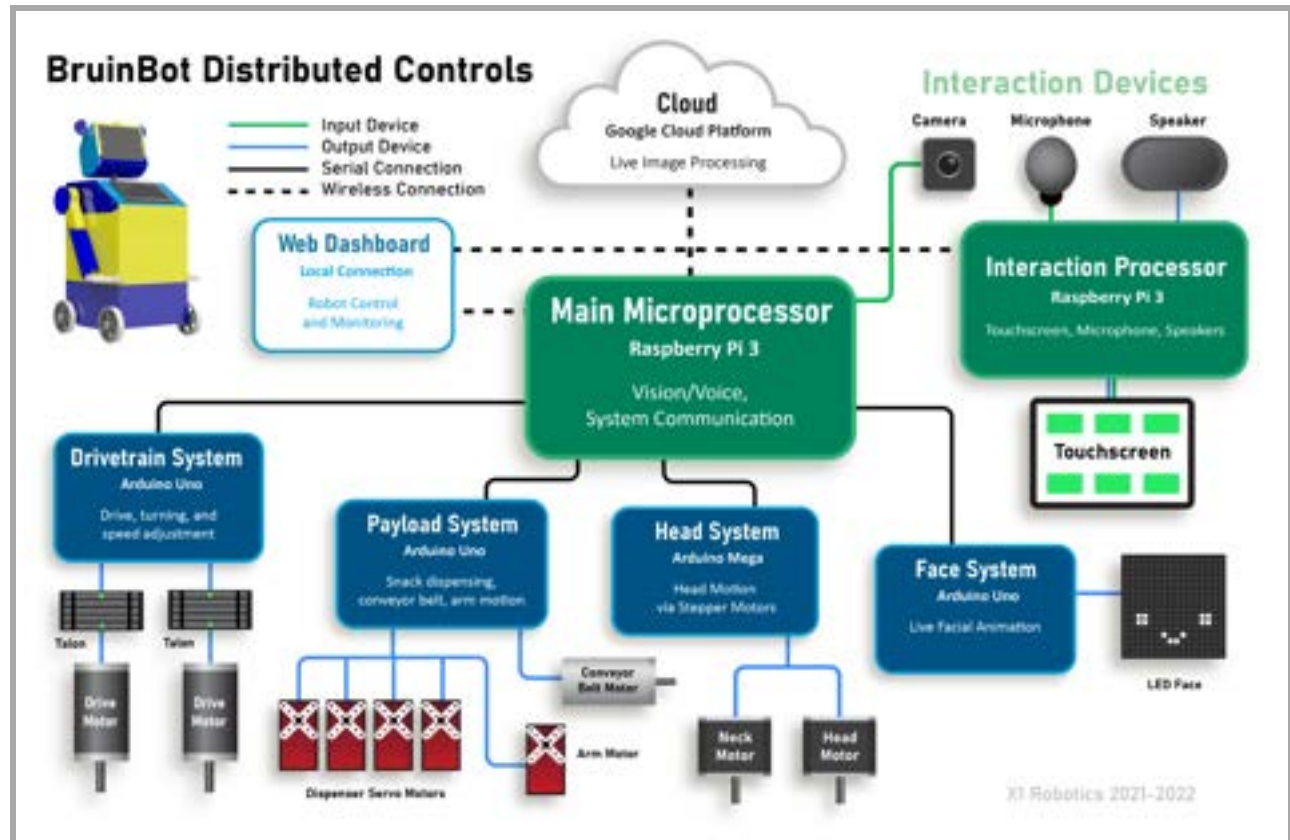 BruinBot Distributed Controls
Input Device
Output Device
Serial Connection
Wireless Connection
Cloud
Google Cloud Platform
Live Image Processing
Interaction Devices
Camera
Microphone
Speaker
Web Dashboard
Local Connection
Robot Control
and Monitoring
Main Microprocessor
Raspberry Pi 3
Vision/Voice,
System Communication
Interaction Processor
Raspberry Pi 3
Touchscreen, Microphone, Speakers
Touchscreen
Drivetrain System
Arduino Uno
Drive, turning, and
speed adjustment
Talon
Talon
Drive
Motor
Drive
Motor
Payload System
Arduino Uno
Snack dispensing,
conveyor belt, arm motion
Conveyor
Belt Motor
Dispenser Servo Motors
Arm Motor
Head System
Arduino Mega
Head Motion
via Stepper Motors
Neck
Motor
Head
Motor
Face System
Arduino Uno
Live Facial Animation
LED Face
X1 Robotics 2021-2022